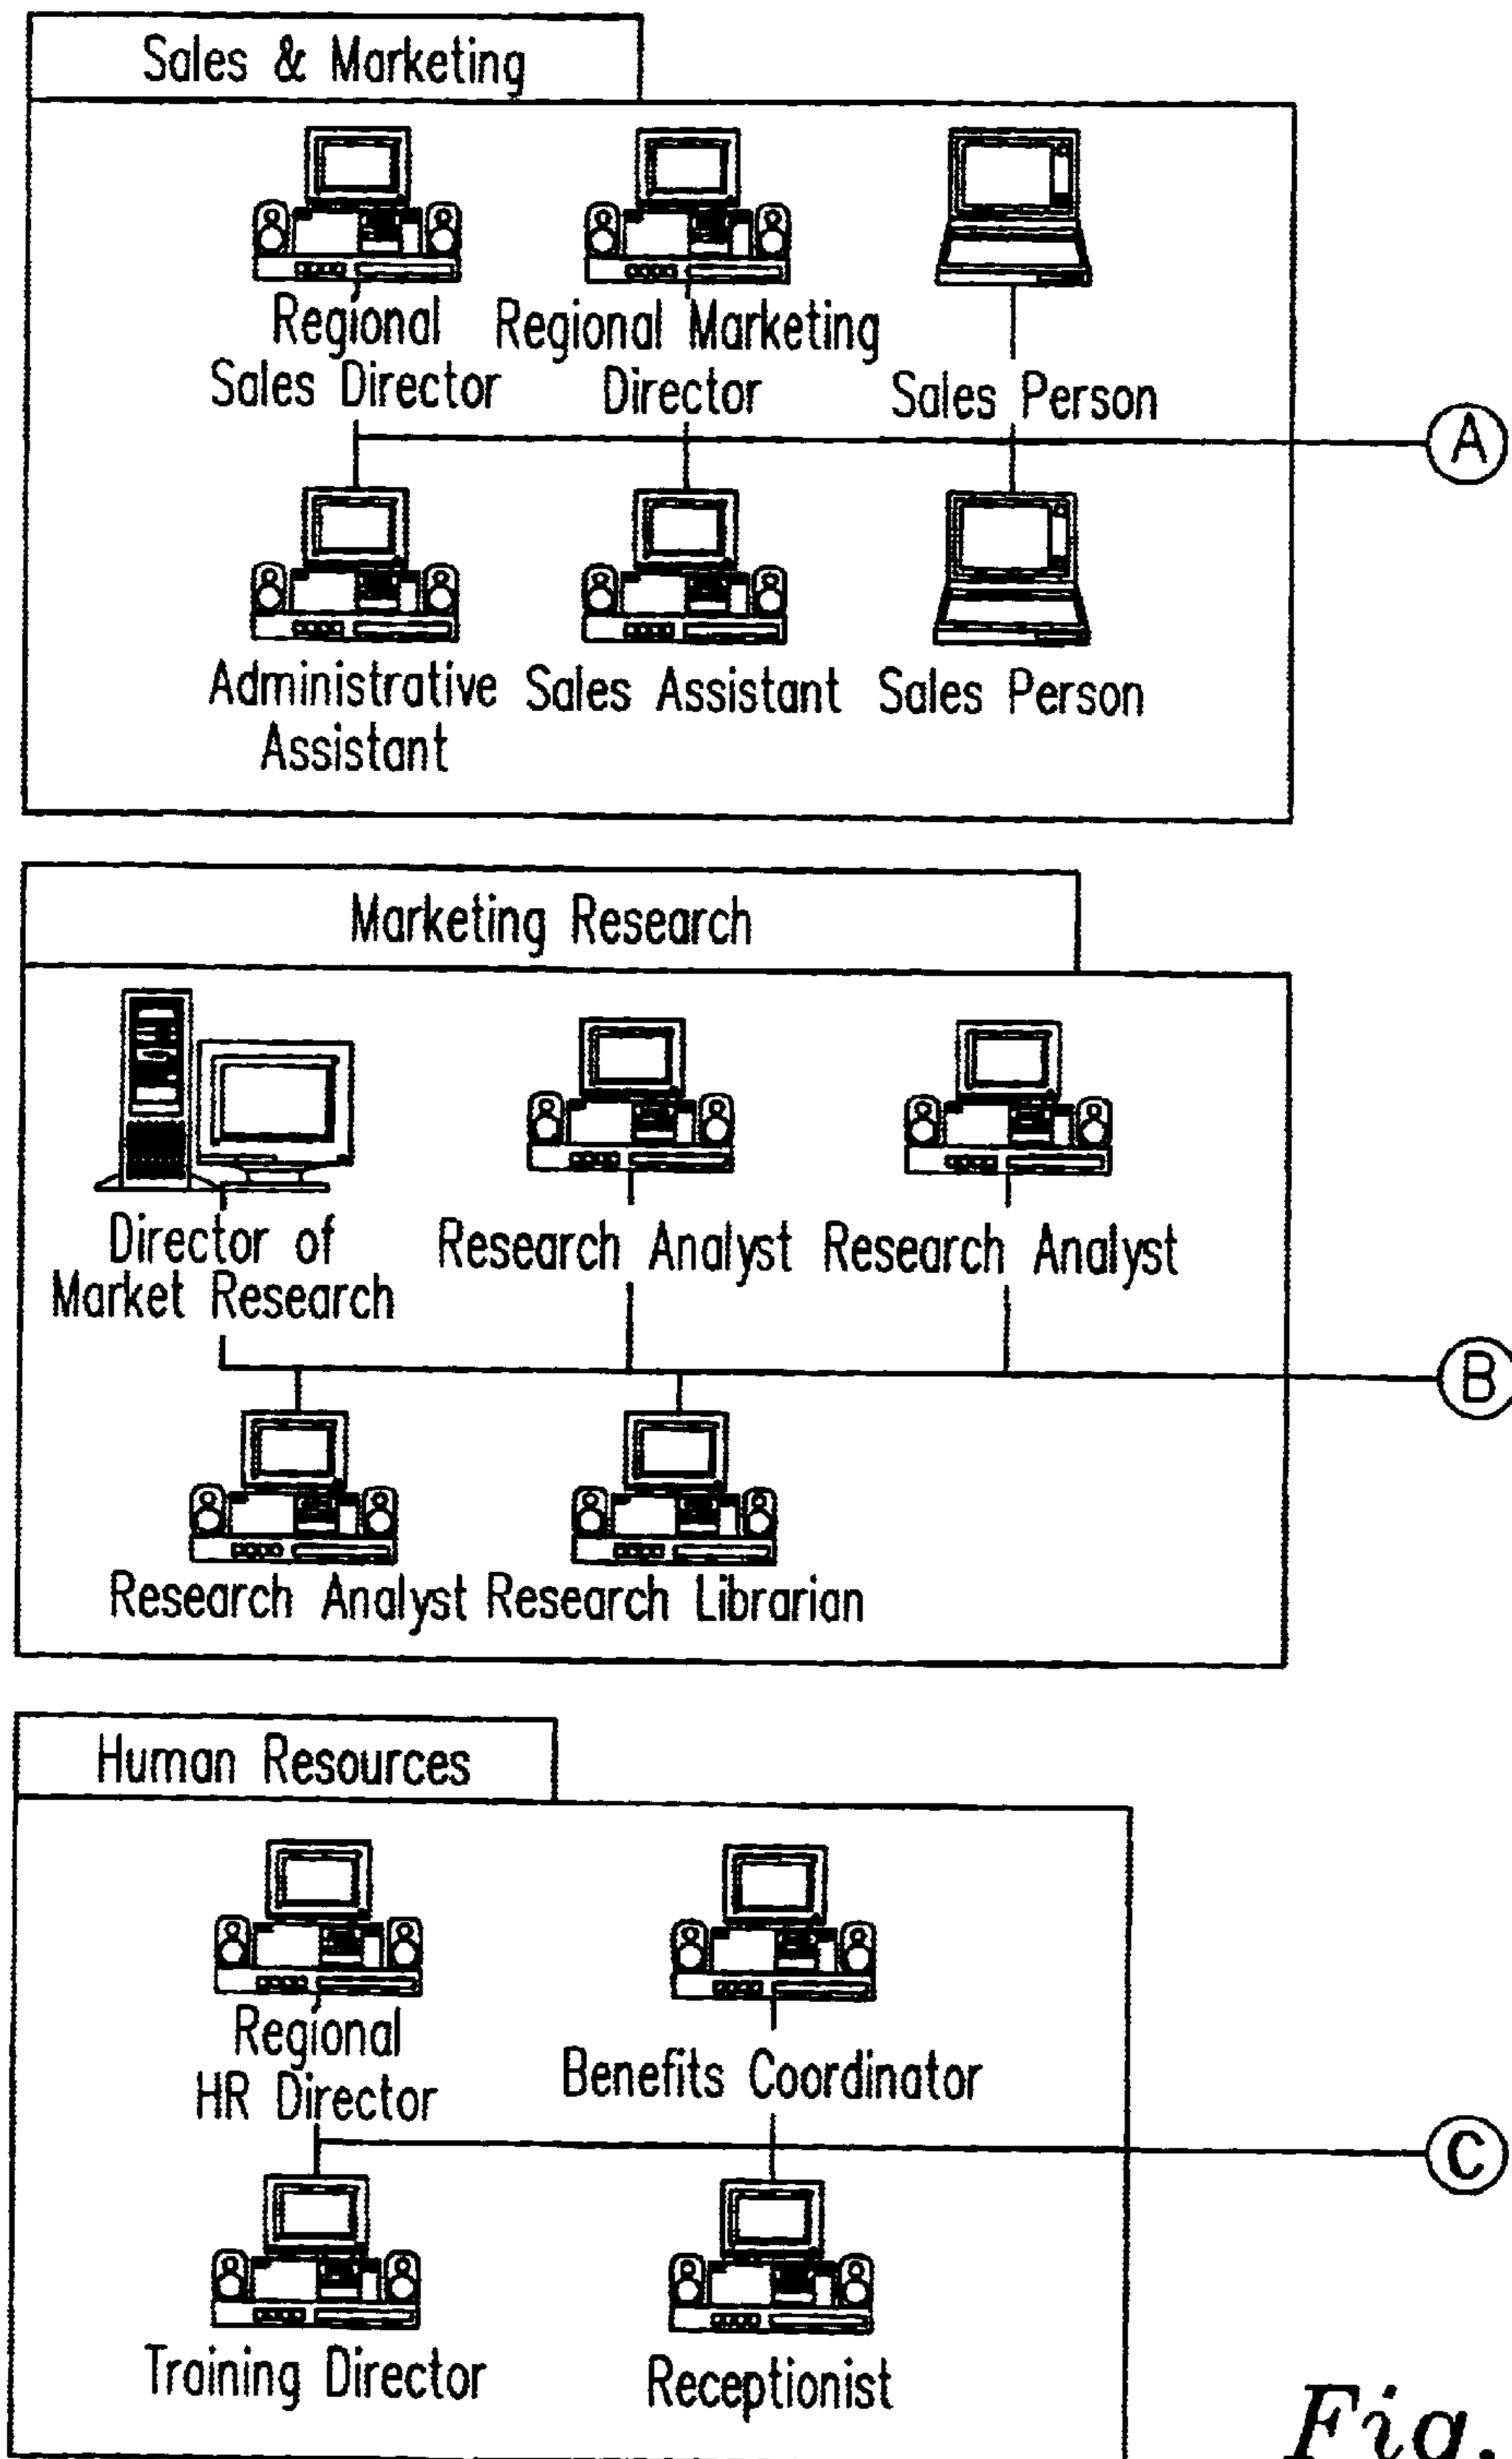 Sales & Marketing
Regional
Sales Director
Regional Marketing
Director
Sales Person
A
Administrative
Assistant
Sales Assistant
Sales Person
Marketing Research
Director of
Market Research
Research Analyst
Research Analyst
B
Research Analyst
Research Librarian
Human Resources
Regional
HR Director
Benefits Coordinator
C
Training Director
Receptionist
Fig.